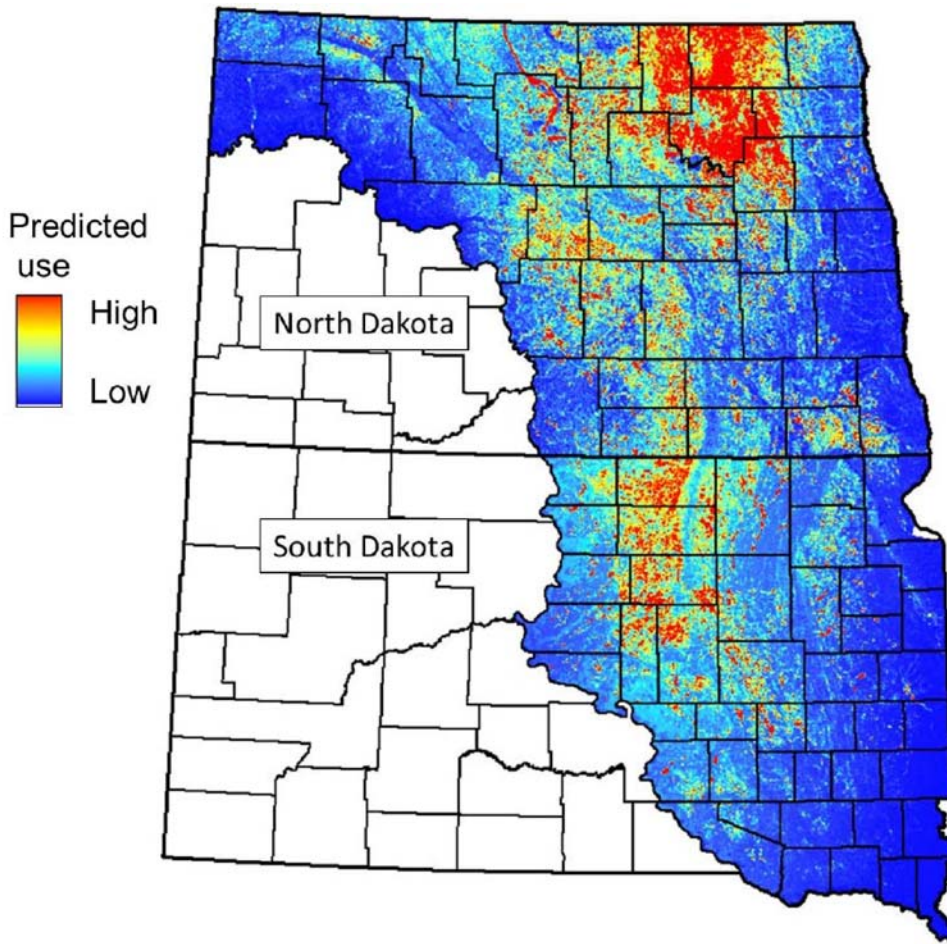 Predicted
use
High
Low
North Dakota
South Dakota